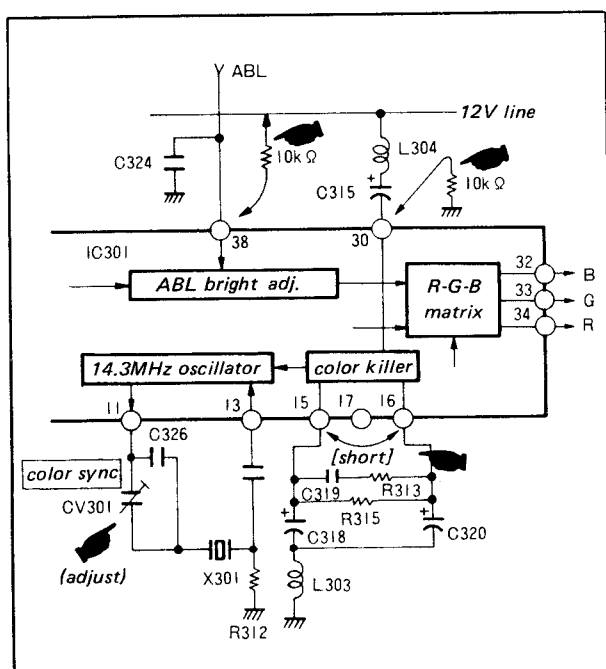 ABL
12V line
10kΩ
L304
C324
C315
10kΩ
38
30
IC301
ABL bright adj.
R-G-B
matrix
32
B
33
G
34
R
14.3MHz oscillator
color killer
11
13
15
17
16
C326
[short]
color sync
C319
R313
CV301
R315
C318
C320
(adjust)
X301
L303
R312